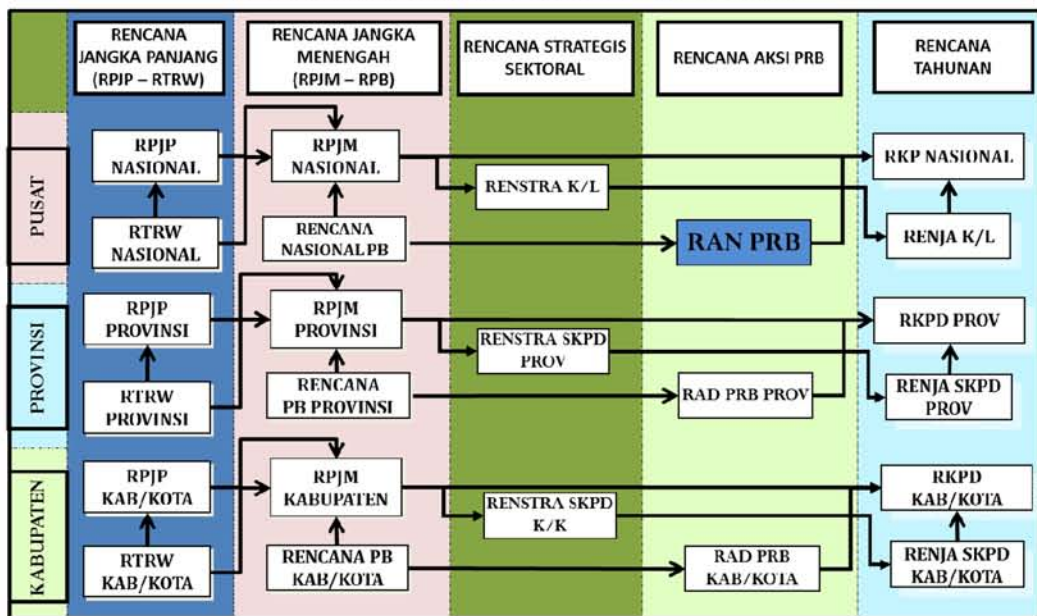 RENCANA
JANGKA PANJANG
(RPJP – RTRW)
RENCANA JANGKA
MENENGAH
(RPJM – RPB)
RENCANA STRATEGIS
SEKTORAL
RENCANA AKSI PRB
RENCANA
TAHUNAN
PUSAT
RPJP
NASIONAL
RPJM
NASIONAL
RENSTRA K/L
RKP NASIONAL
RTRW
NASIONAL
RENCANA
NASIONAL PB
RAN PRB
RENJA K/L
PROVINSI
RPJP
PROVINSI
RPJM
PROVINSI
RENSTRA SKPD
PROV
RKPD PROV
RTRW
PROVINSI
RENCANA
PB PROVINSI
RAD PRB PROV
RENJA SKPD
PROV
KABUPATEN
RPJP
KAB/KOTA
RPJM
KABUPATEN
RENSTRA SKPD
K/K
RKPD
KAB/KOTA
RTRW
KAB/KOTA
RENCANA PB
KAB/KOTA
RAD PRB
KAB/KOTA
RENJA SKPD
KAB/KOTA